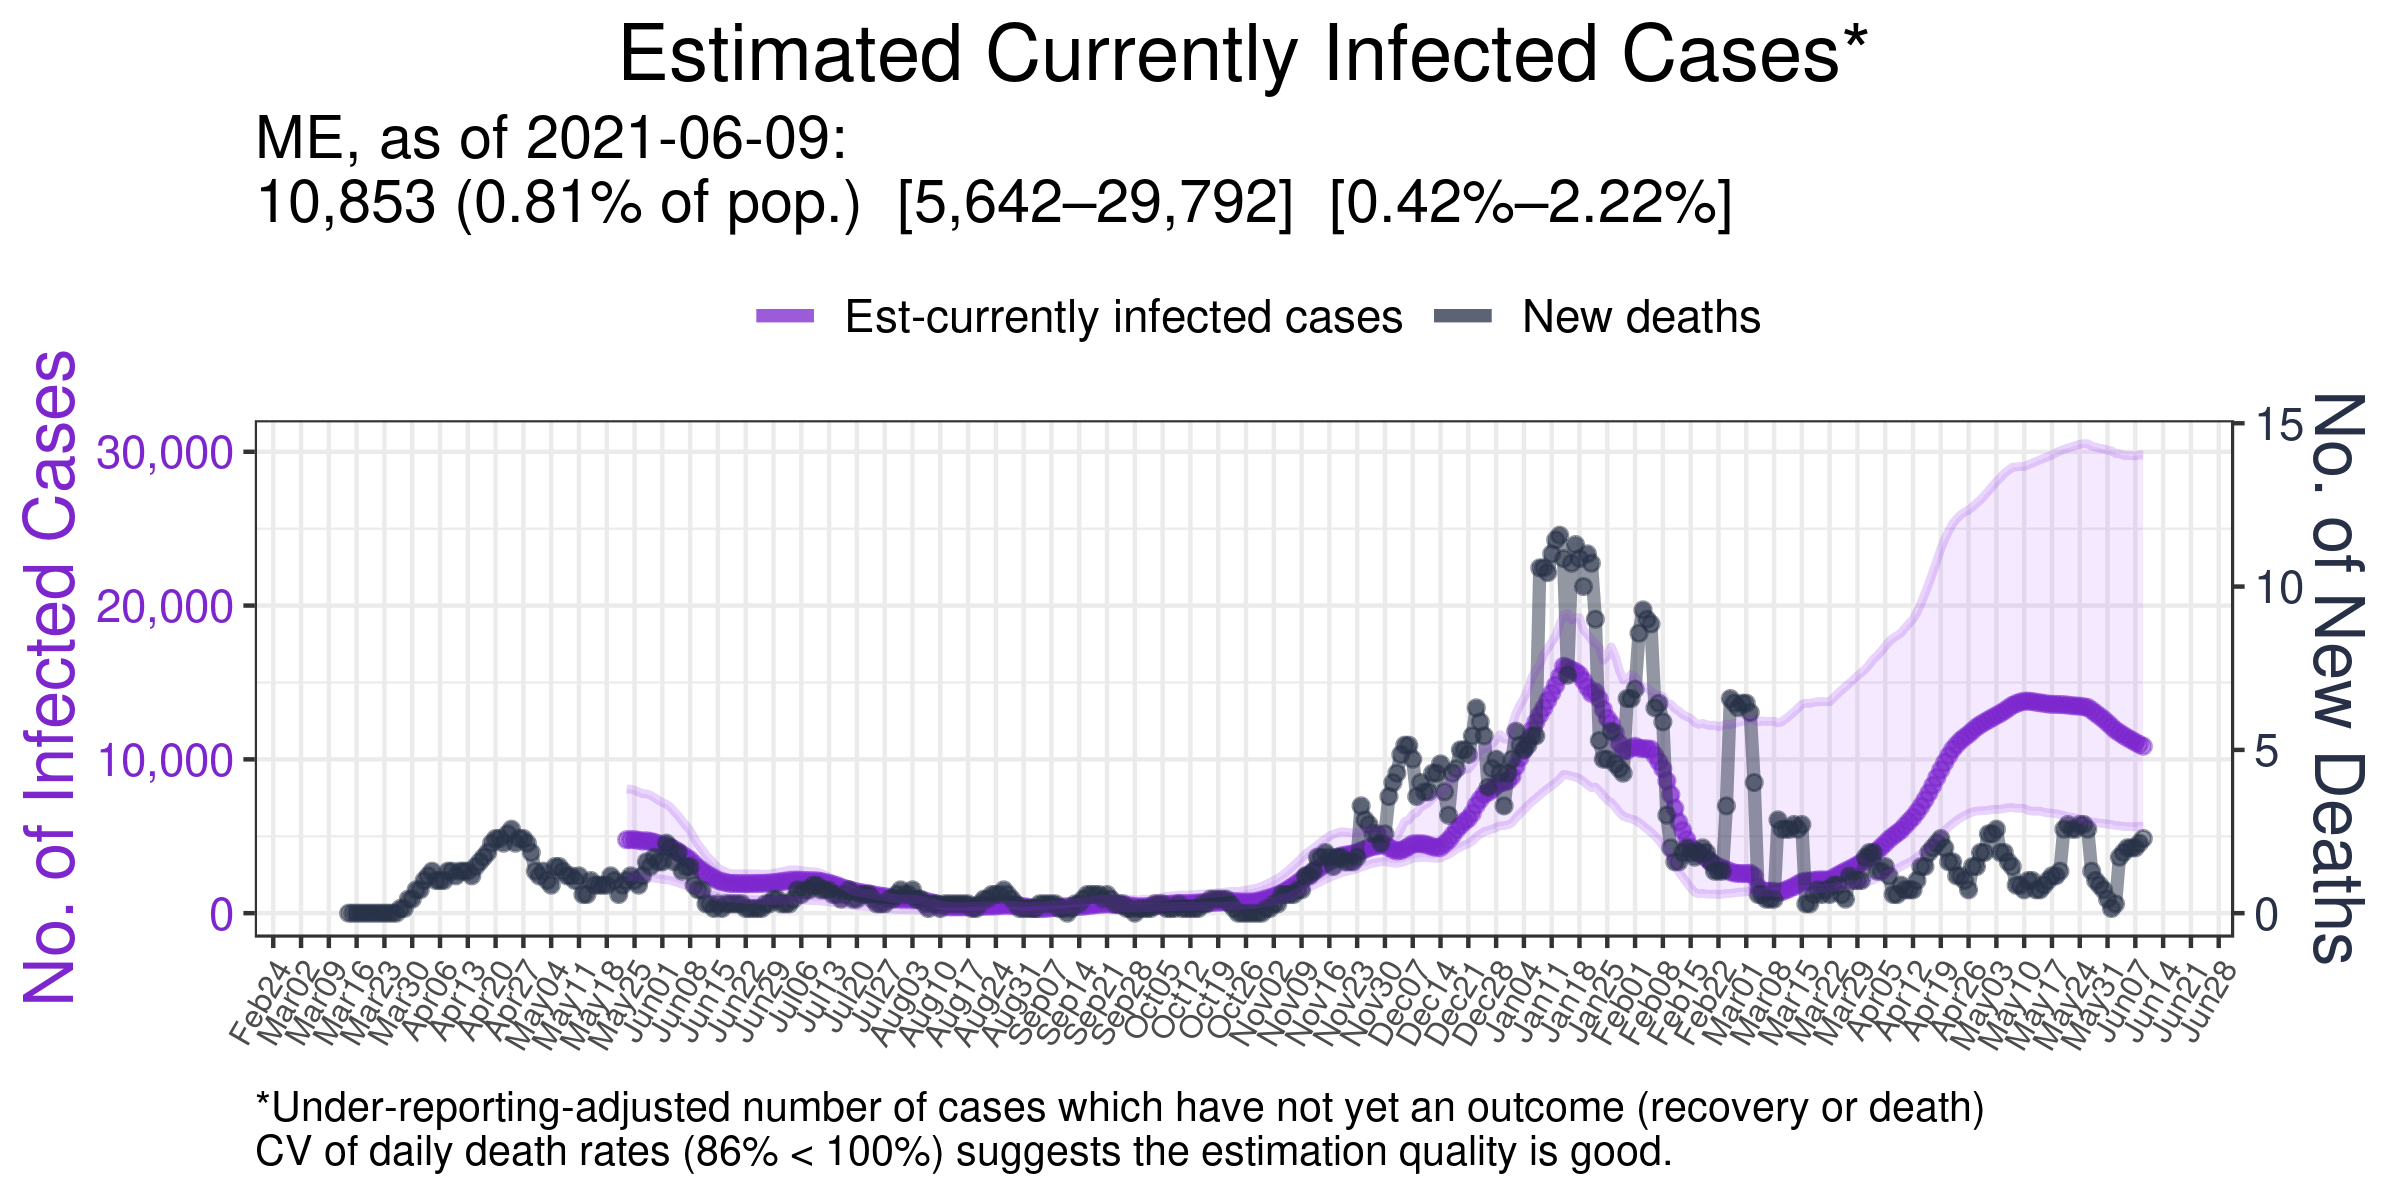 Estimated Currently Infected Cases*
ME, as of 2021-06-09:
10,853 (0.81% of pop.) [5,642–29,792] [0.42%–2.22%]
Est-currently infected cases New deaths
No. of Infected Cases
30,000
20,000
10,000
0
15
10
5
0
No. of New Deaths
Feb24 Mar02 Mar09 Mar16 Mar23 Mar30 Apr06 Apr13 Apr20 Apr27 May04 May11 May18 May25 Jun01 Jun08 Jun15 Jun22 Jun29 Jul06 Jul13 Jul20 Jul27 Aug03 Aug10 Aug17 Aug24 Aug31 Sep07 Sep14 Sep21 Sep28 Oct05 Oct12 Oct19 Oct26 Nov02 Nov09 Nov16 Nov23 Nov30 Dec07 Dec14 Dec21 Dec28 Jan04 Jan11 Jan18 Jan25 Feb01 Feb08 Feb15 Feb22 Mar01 Mar08 Mar15 Mar22 Mar29 Apr05 Apr12 Apr19 Apr26 May03 May10 May17 May24 May31 Jun07 Jun14 Jun21 Jun28
*Under-reporting-adjusted number of cases which have not yet an outcome (recovery or death)
CV of daily death rates (86% < 100%) suggests the estimation quality is good.